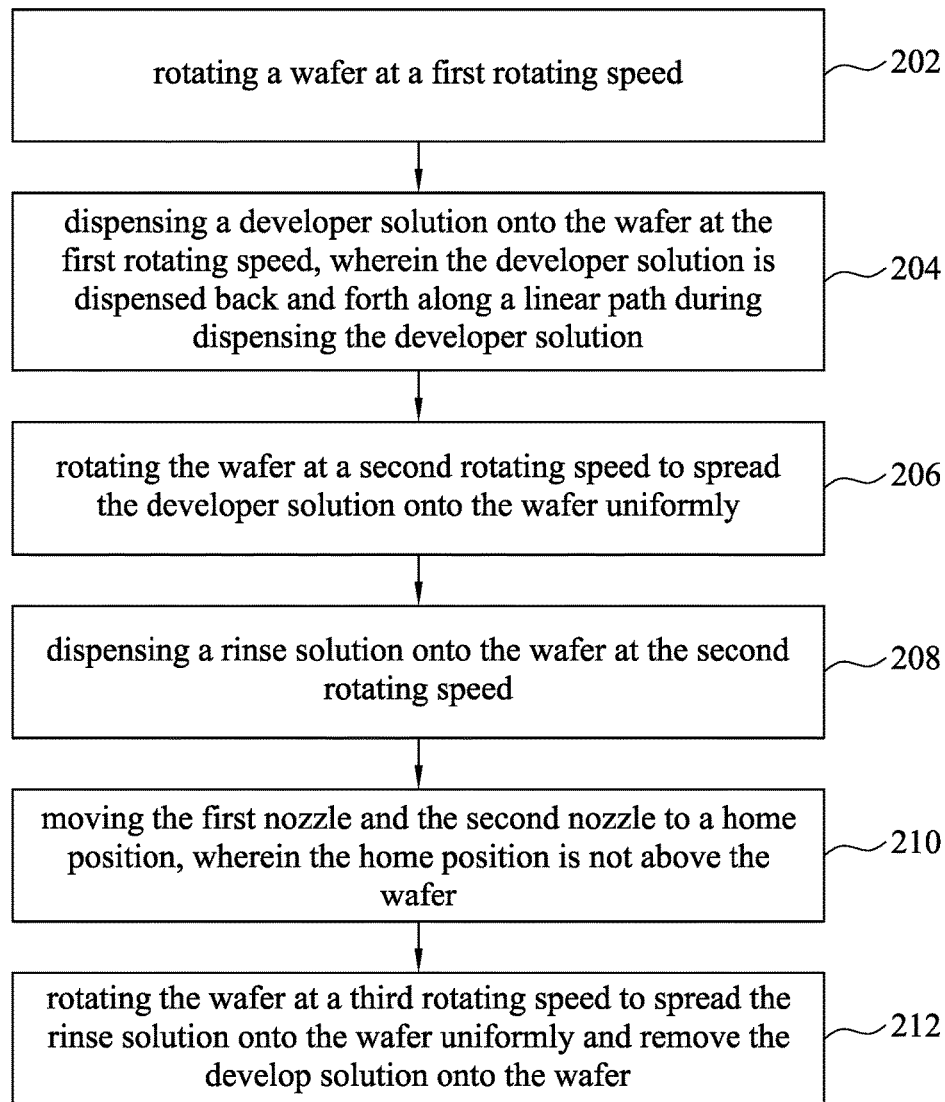 rotating a wafer at a first rotating speed
202
dispensing a developer solution onto the wafer at the
first rotating speed, wherein the developer solution is
dispensed back and forth along a linear path during
dispensing the developer solution
204
rotating the wafer at a second rotating speed to spread
the developer solution onto the wafer uniformly
206
dispensing a rinse solution onto the wafer at the second
rotating speed
208
moving the first nozzle and the second nozzle to a home
position, wherein the home position is not above the
wafer
210
rotating the wafer at a third rotating speed to spread the
rinse solution onto the wafer uniformly and remove the
develop solution onto the wafer
212